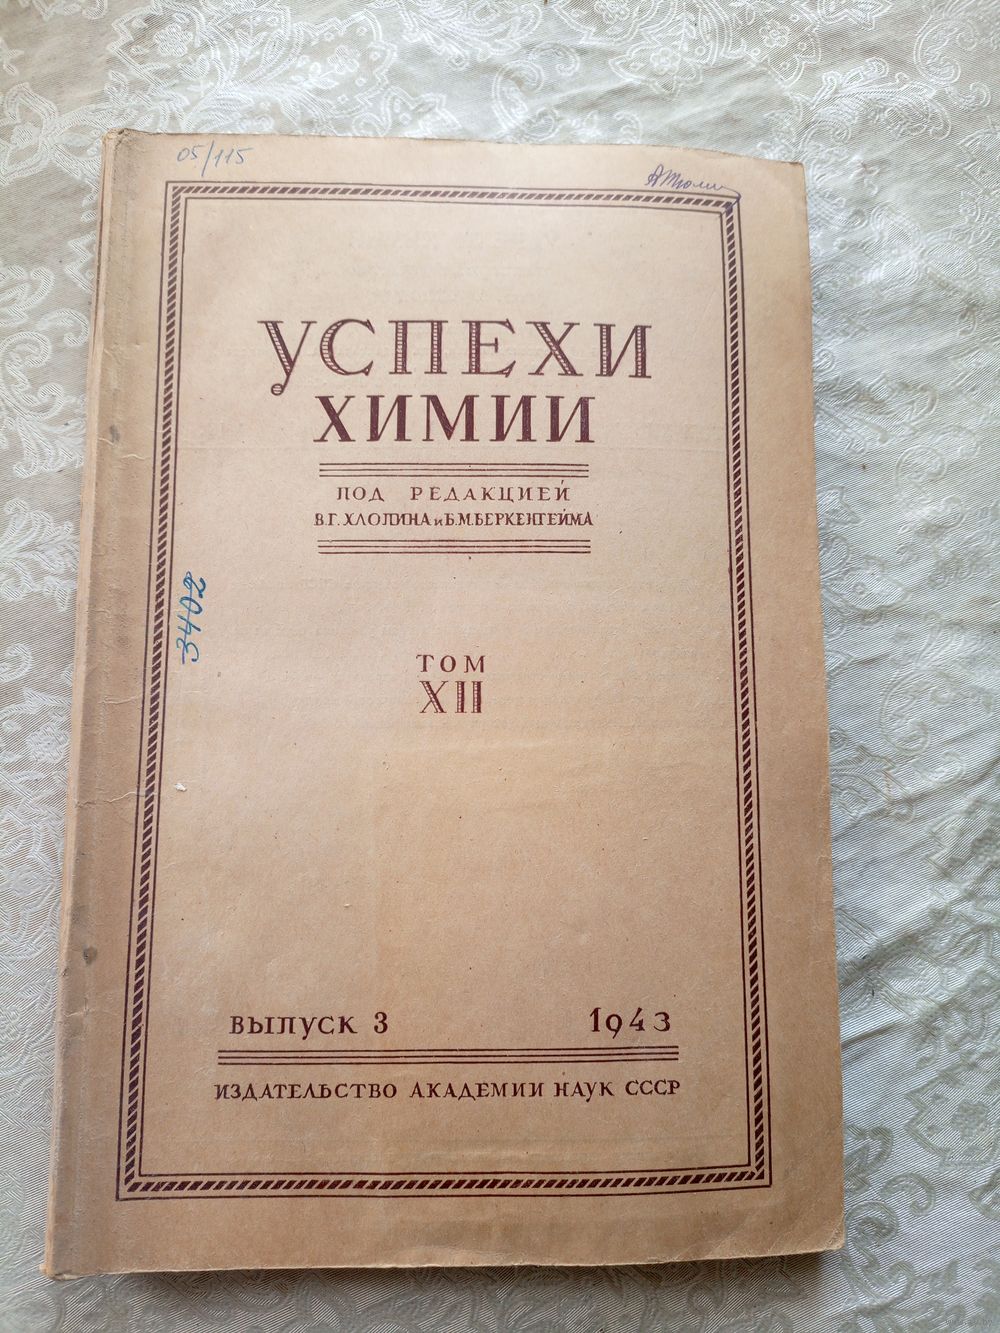 05/115
УСПЕХИ
ХИМИИ
ПОД РЕДАКЦИЕЙ
В.Г. ХЛОПИНА и Б.М. БЕРКЕНГЕЙМА
3402
ТОМ
XII
ВЫПУСК 3 1943
ИЗДАТЕЛЬСТВО АКАДЕМИИ НАУК СССР